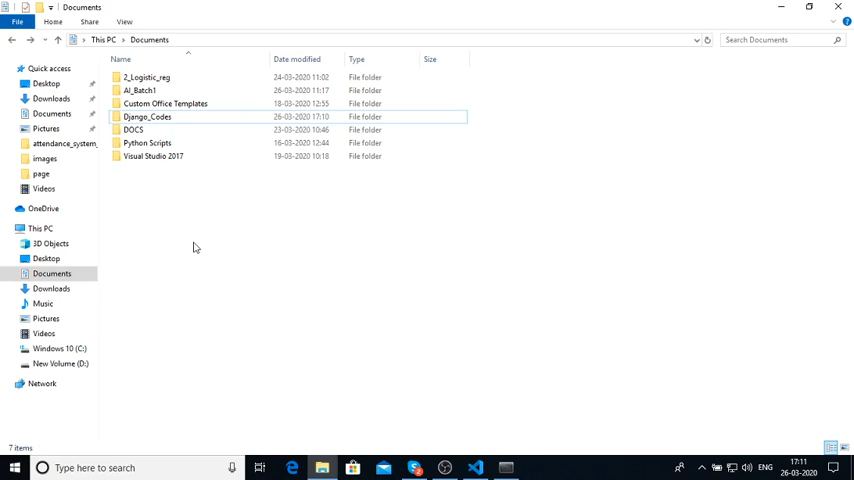 Documents
File Home Share View
This PC Documents Search Documents
Name Date modified Type Size
Quick access
Desktop
Downloads
Documents
Pictures
attendance_system_
images
page
Videos
OneDrive
This PC
3D Objects
Desktop
Documents
Downloads
Music
Pictures
Videos
Windows 10 (C:)
New Volume (D:)
Network
2_Logistic_reg 24-03-2020 11:02 File folder
AI_Batch1 26-03-2020 11:17 File folder
Custom Office Templates 18-03-2020 12:55 File folder
Django_Codes 26-03-2020 17:10 File folder
DOCS 23-03-2020 10:46 File folder
Python Scripts 16-03-2020 12:44 File folder
Visual Studio 2017 19-03-2020 10:18 File folder
7 items
Type here to search 2 ENG 17:11
26-03-2020